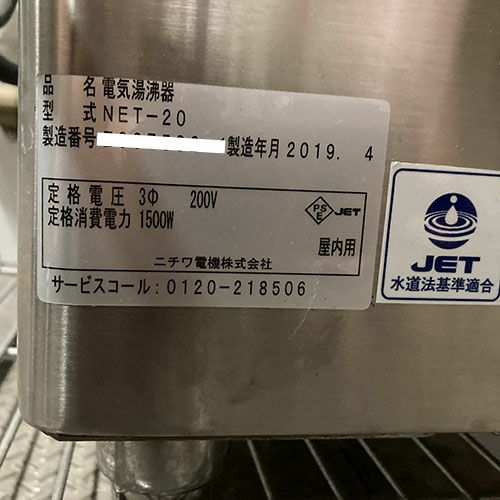 品 名 電気湯沸器
型 式 NET-20
製造番号 製造年月 2019. 4
定格電圧 3Φ 200V
定格消費電力 1500W
PS
E
JET
屋内用
ニチワ電機株式会社
サービスコール:0120-218506
JET
水道法基準適合